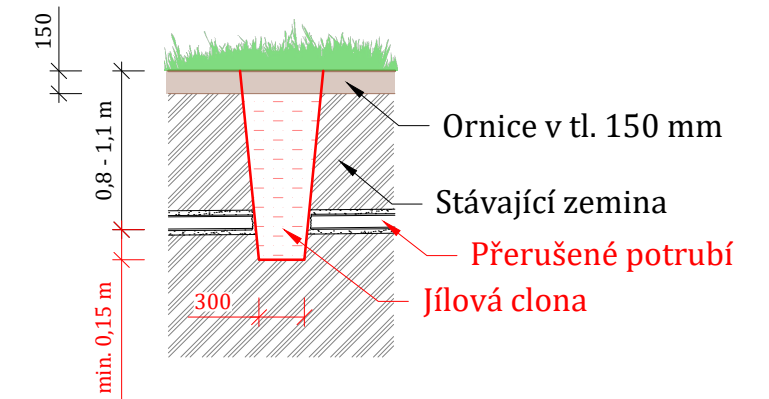 150
0,8 - 1,1 m
min. 0,15 m
300
Ornice v tl. 150 mm
Stávající zemina
Přerušené potrubí
Jílová clona